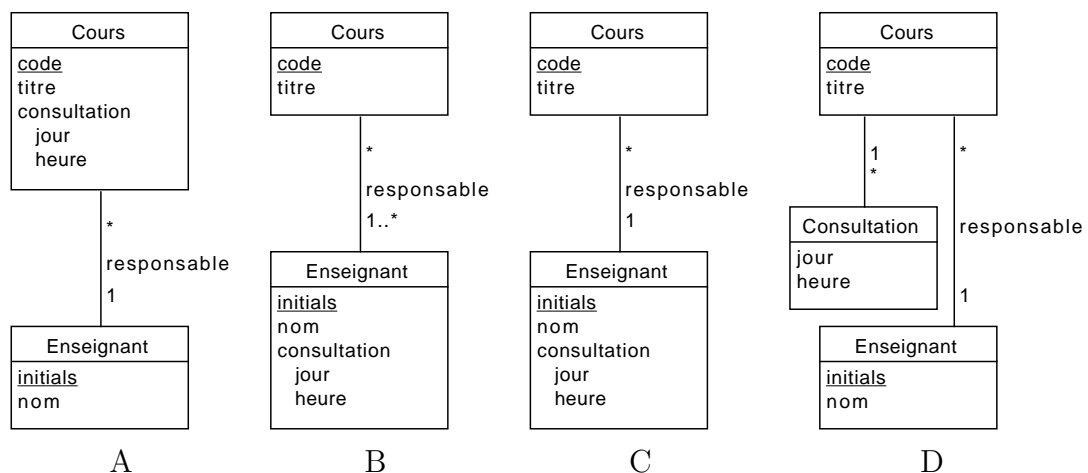 Cours
code
titre
consultation
jour
heure
*
responsable
1
Enseignant
initials
nom
A
Cours
code
titre
*
responsable
1..*
Enseignant
initials
nom
consultation
jour
heure
B
Cours
code
titre
*
responsable
1
Enseignant
initials
nom
consultation
jour
heure
C
Cours
code
titre
1
*
Consultation
jour
heure
*
responsable
1
Enseignant
initials
nom
D